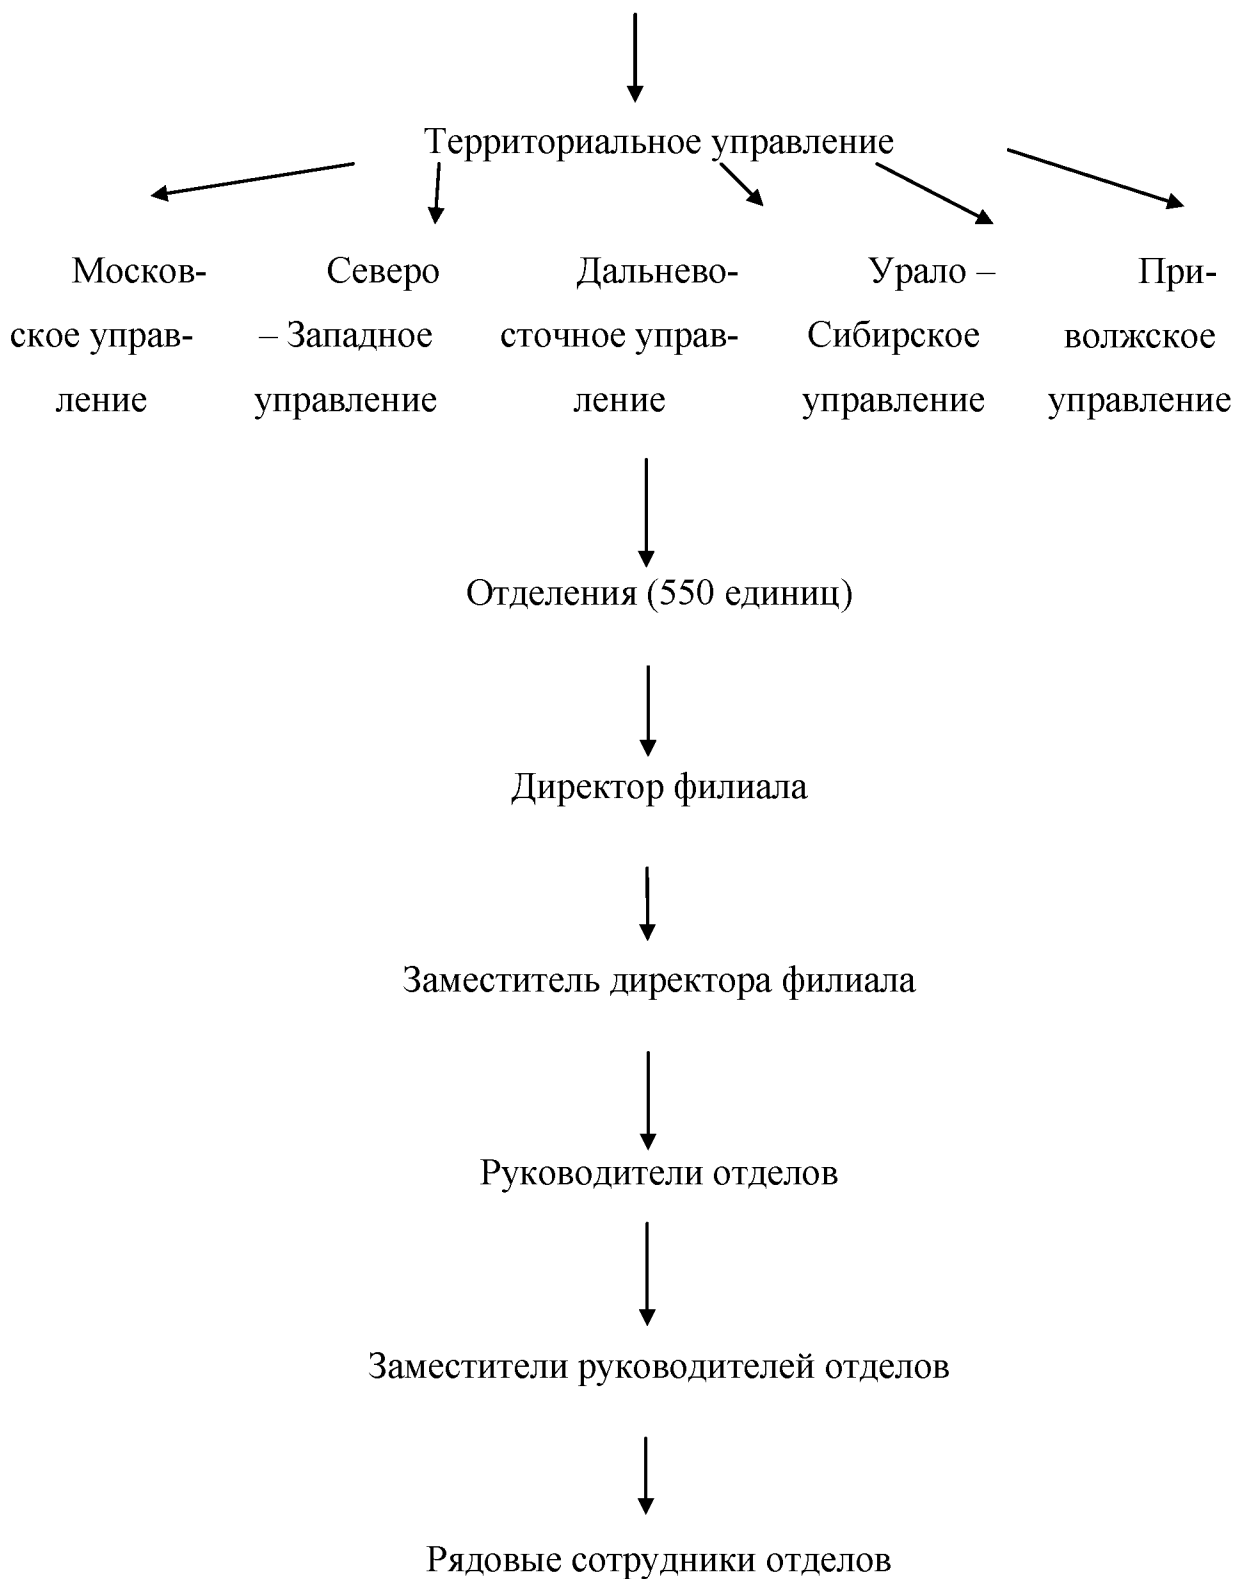 Территориальное управление
Москов-
ское управ-
ление
Северо
– Западное
управление
Дальнево-
сточное управ-
ление
Урало –
Сибирское
управление
При-
волжское
управление
Отделения (550 единиц)
Директор филиала
Заместитель директора филиала
Руководители отделов
Заместители руководителей отделов
Рядовые сотрудники отделов